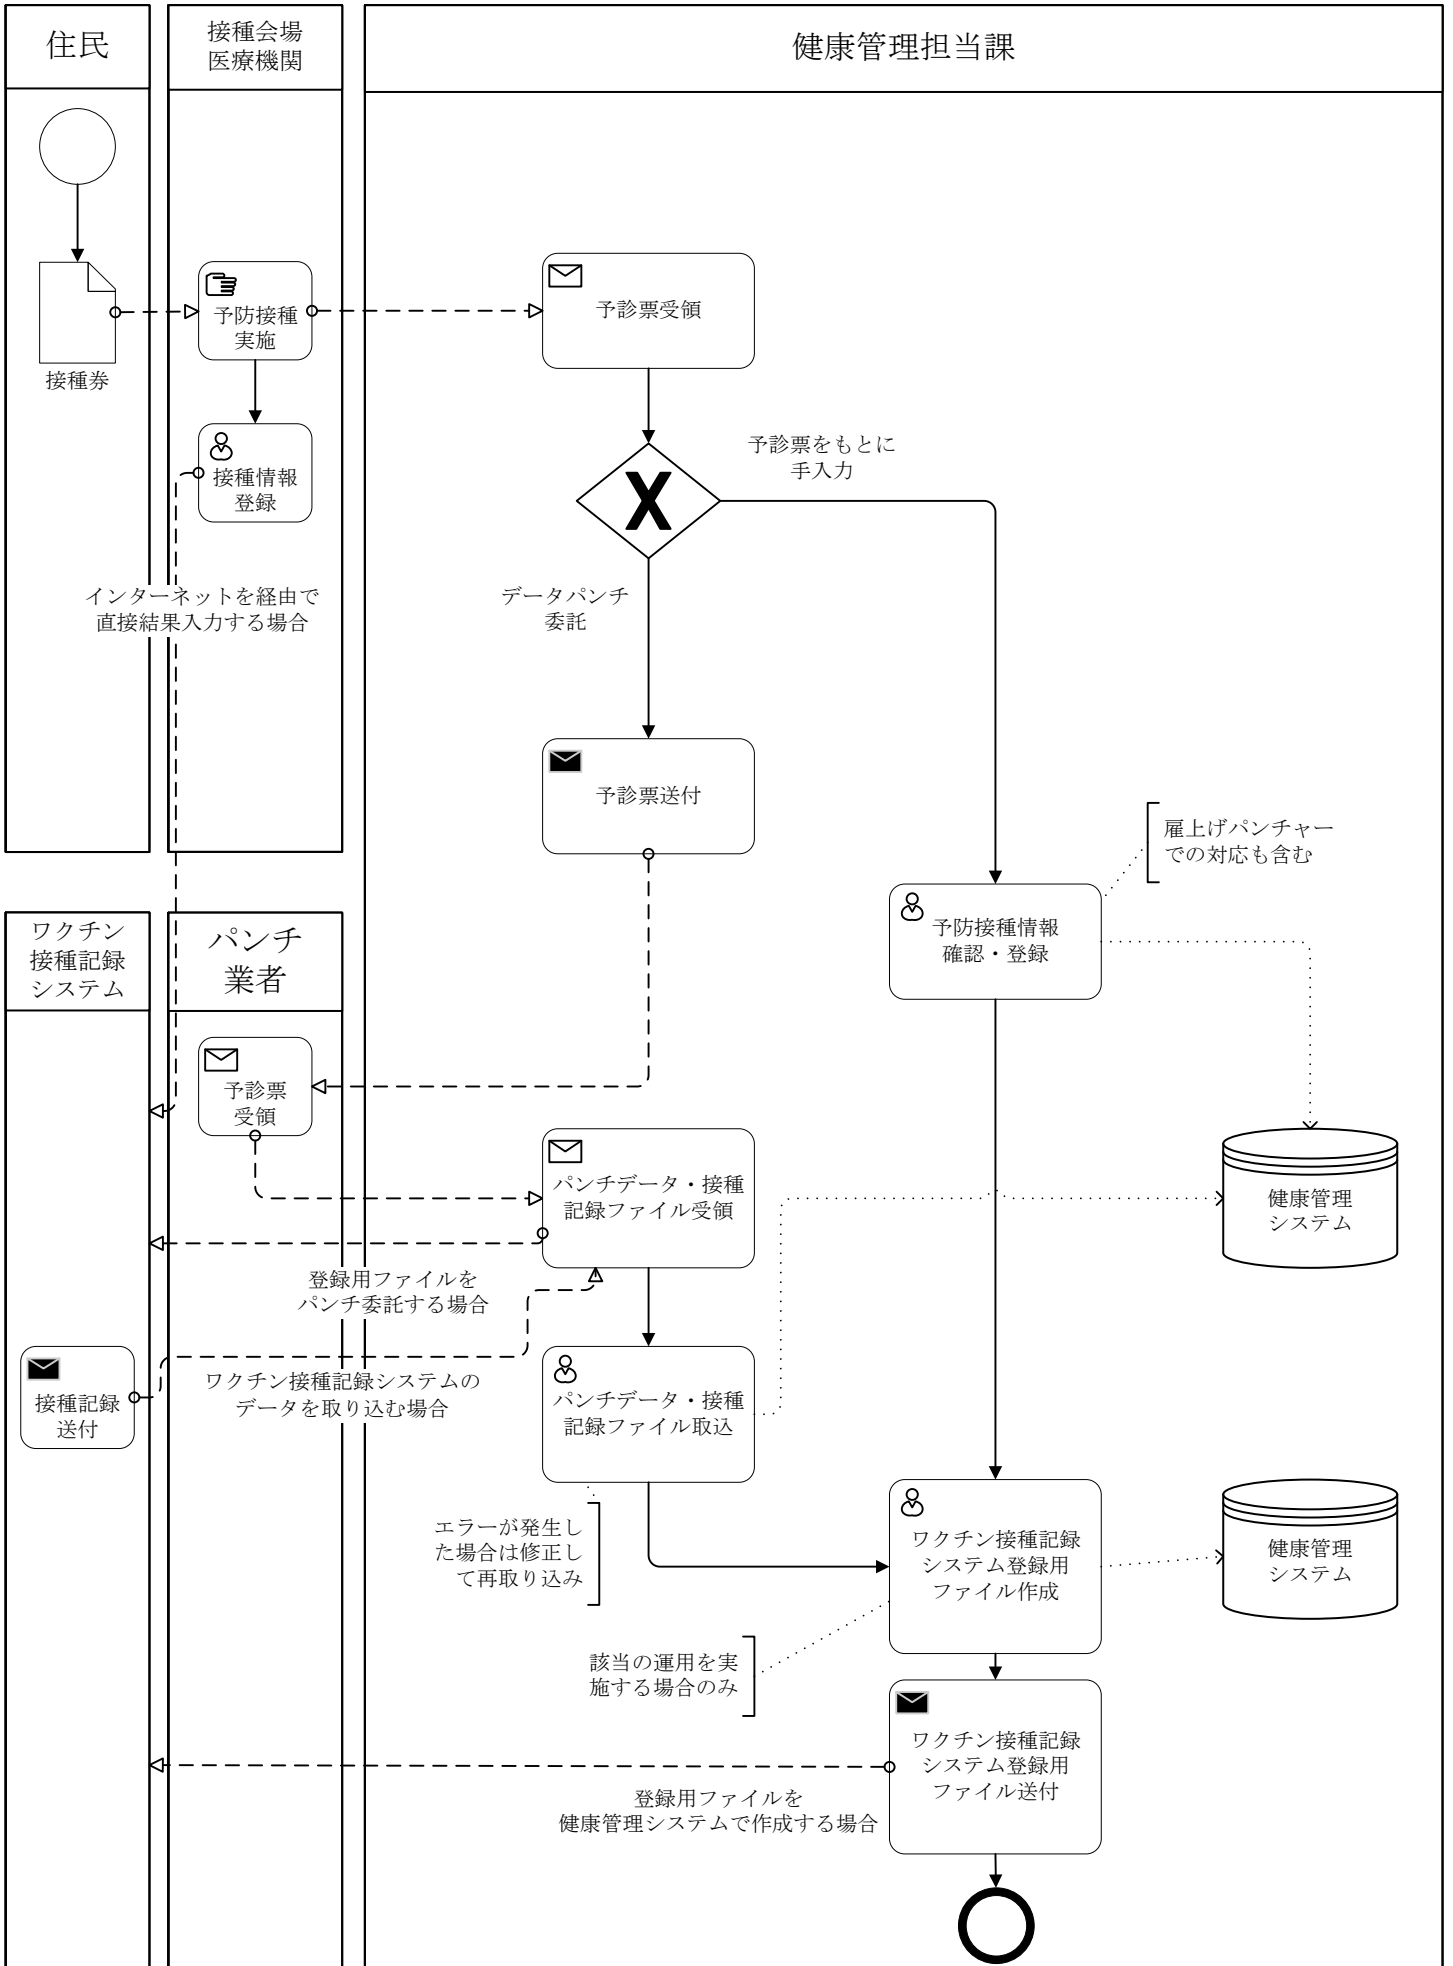 住民
接種会場
医療機関
健康管理担当課
接種券
予防接種
実施
予診票受領
接種情報
登録
予診票をもとに
手入力
X
インターネットを経由で
直接結果入力する場合
データパンチ
委託
予診票送付
雇上げパンチャー
での対応も含む
予防接種情報
確認・登録
ワクチン
接種記録
システム
パンチ
業者
予診票
受領
パンチデータ・接種
記録ファイル受領
健康管理
システム
登録用ファイルを
パンチ委託する場合
接種記録
送付
ワクチン接種記録システムの
データを取り込む場合
パンチデータ・接種
記録ファイル取込
エラーが発生し
た場合は修正し
て再取り込み
ワクチン接種記録
システム登録用
ファイル作成
健康管理
システム
該当の運用を実
施する場合のみ
ワクチン接種記録
システム登録用
ファイル送付
登録用ファイルを
健康管理システムで作成する場合